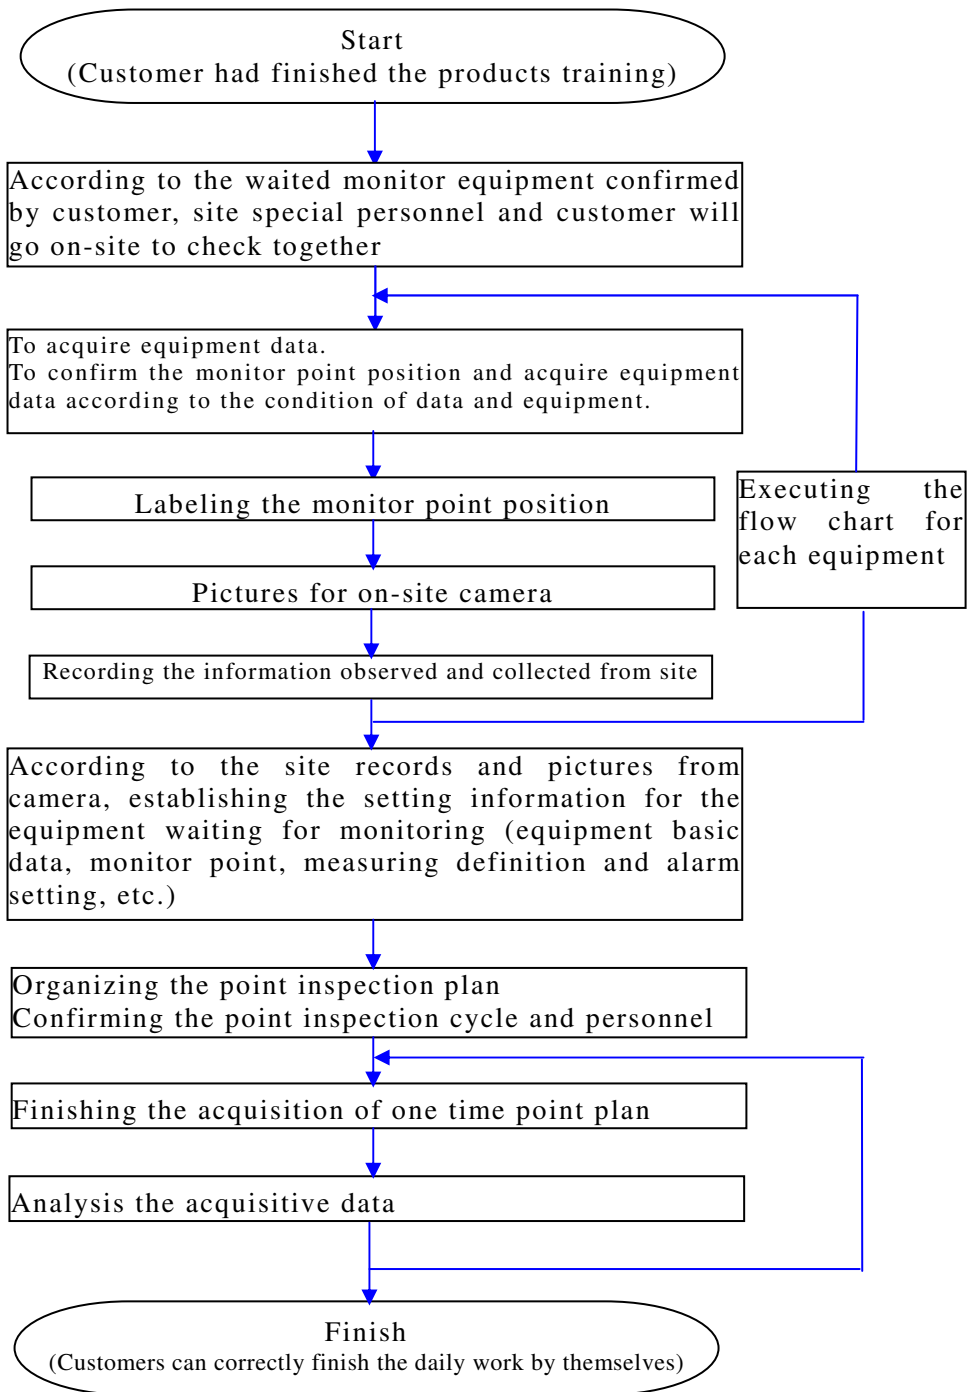 Start
(Customer had finished the products training)
According to the waited monitor equipment confirmed
by customer, site special personnel and customer will
go on-site to check together
To acquire equipment data.
To confirm the monitor point position and acquire equipment
data according to the condition of data and equipment.
Labeling the monitor point position
Executing the
flow chart for
each equipment
Pictures for on-site camera
Recording the information observed and collected from site
According to the site records and pictures from
camera, establishing the setting information for the
equipment waiting for monitoring (equipment basic
data, monitor point, measuring definition and alarm
setting, etc.)
Organizing the point inspection plan
Confirming the point inspection cycle and personnel
Finishing the acquisition of one time point plan
Analysis the acquisitive data
Finish
(Customers can correctly finish the daily work by themselves)